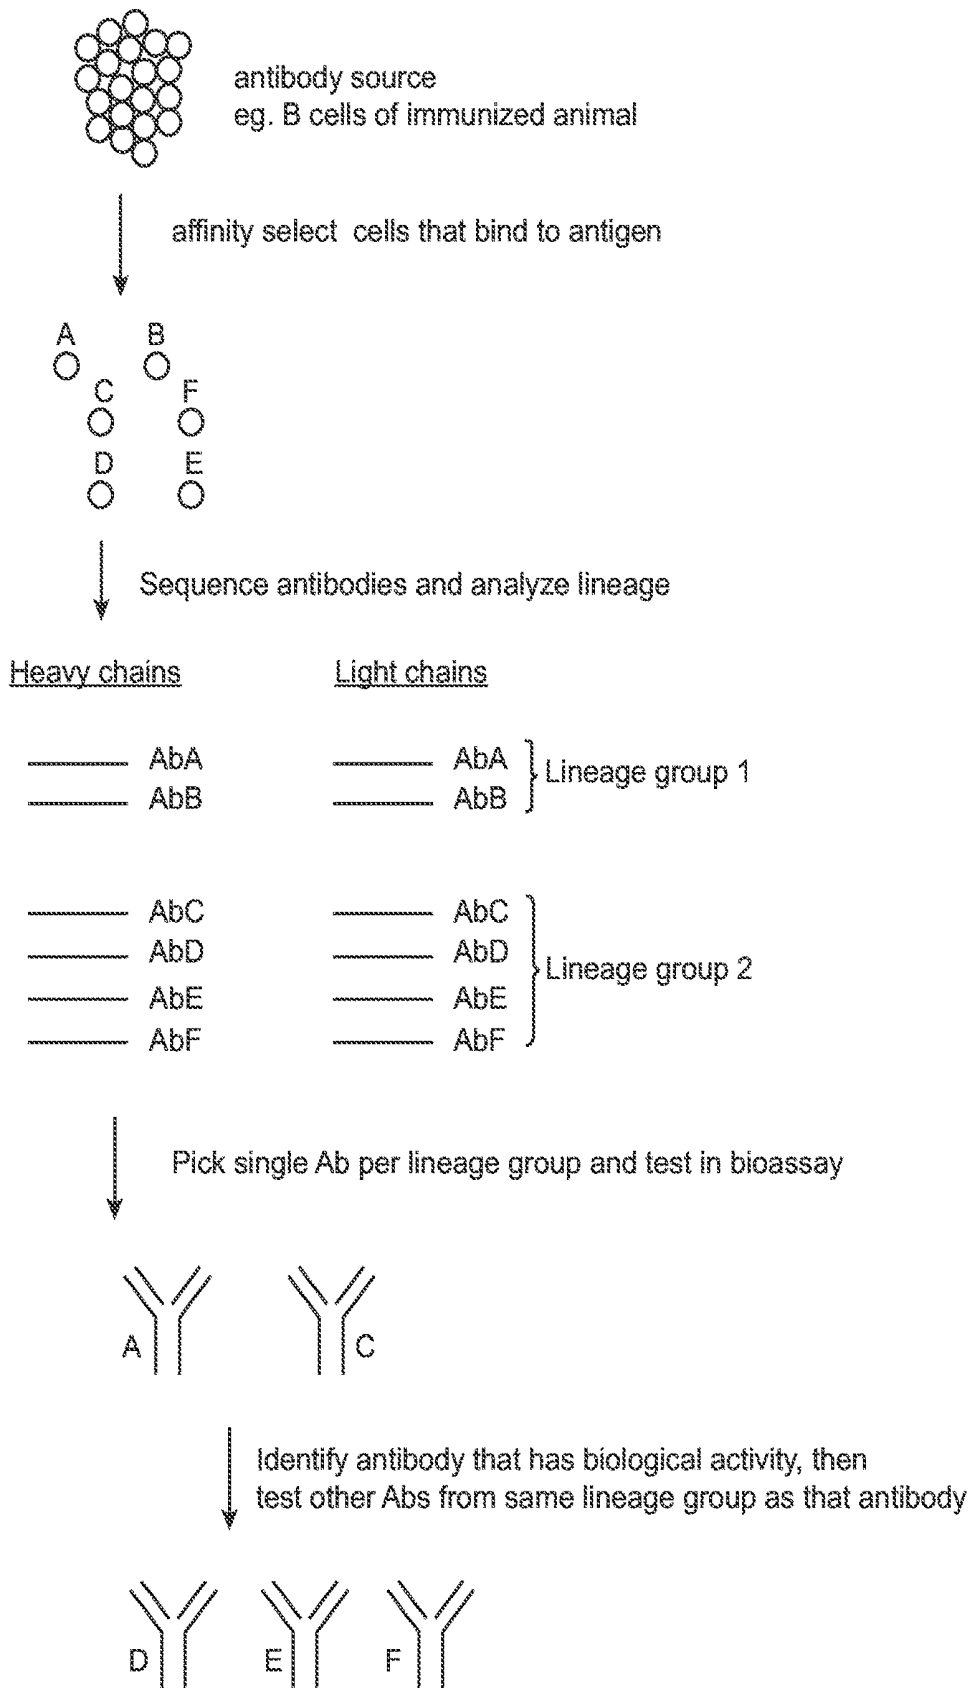 antibody source
eg. B cells of immunized animal
affinity select cells that bind to antigen
A B
C F
D E
Sequence antibodies and analyze lineage
Heavy chains Light chains
AbA AbA
Lineage group 1
AbB AbB
AbC AbC
AbD AbD
Lineage group 2
AbE AbE
AbF AbF
Pick single Ab per lineage group and test in bioassay
A C
Identify antibody that has biological activity, then
test other Abs from same lineage group as that antibody
D E F